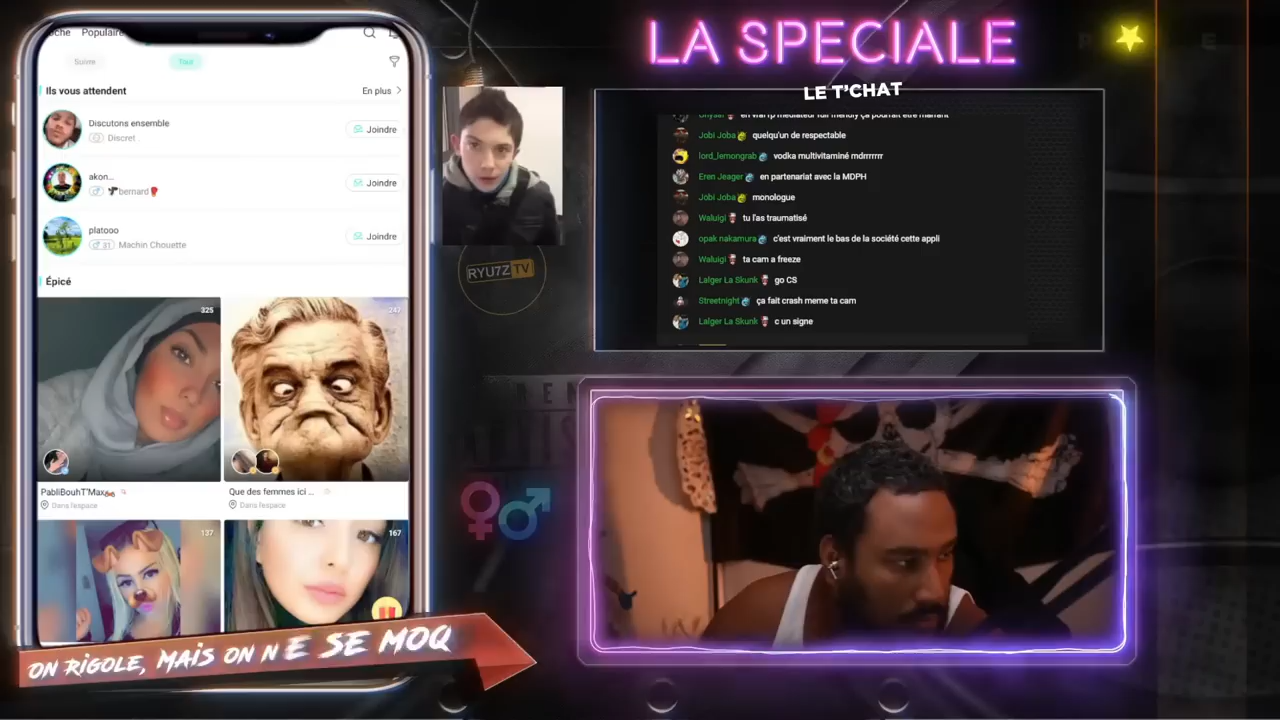 Populaire
Suivre
Tout
Ils vous attendent
En plus >
Discutons ensemble
Discret .
Joindre
akon...
bernard
Joindre
platooo
31 Machin Chouette
Joindre
Épicé
325
247
PabliBouhT'Max
Dans l'espace
Que des femmes ici ...
Dans l'espace
137
167
ON RIGOLE, MAIS ON NE SE MOQ
RYU7Z TV
LA SPECIALE
LE T'CHAT
Jobi Joba quelqu'un de respectable
lord_lemongrab vodka multivitaminé mdrrrrrr
Eren Jeager en partenariat avec la MDPH
Jobi Joba monologue
Waluigi tu l'as traumatisé
opak nakamura c'est vraiment le bas de la société cette appli
Waluigi ta cam a freeze
Lalger La Skunk go CS
Streetnight ça fait crash meme ta cam
Lalger La Skunk c un signe